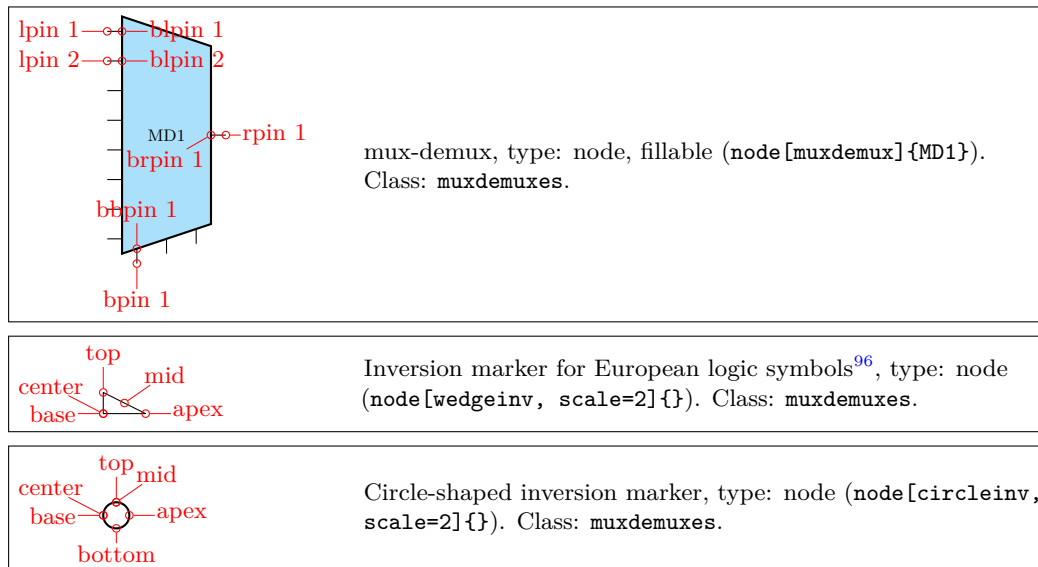 lpin 1
blpin 1
lpin 2
blpin 2
MD1
rpin 1
brpin 1
bbpin 1
bpin 1
mux-demux, type: node, fillable (node[muxdemux]{MD1}).
Class: muxdemuxes.
top
mid
center
base
apex
Inversion marker for European logic symbols96, type: node
(node[wedgeinv, scale=2]{}). Class: muxdemuxes.
top
mid
center
base
apex
bottom
Circle-shaped inversion marker, type: node (node[circleinv,
scale=2]{}). Class: muxdemuxes.